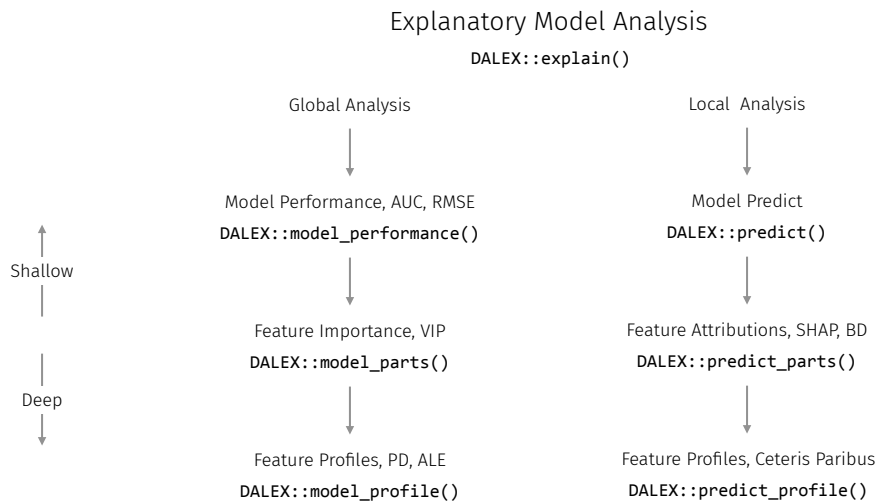 Explanatory Model Analysis
DALEX::explain()
Global Analysis
Local Analysis
Model Performance, AUC, RMSE
DALEX::model_performance()
Model Predict
DALEX::predict()
Shallow
Feature Importance, VIP
DALEX::model_parts()
Feature Attributions, SHAP, BD
DALEX::predict_parts()
Deep
Feature Profiles, PD, ALE
DALEX::model_profile()
Feature Profiles, Ceteris Paribus
DALEX::predict_profile()